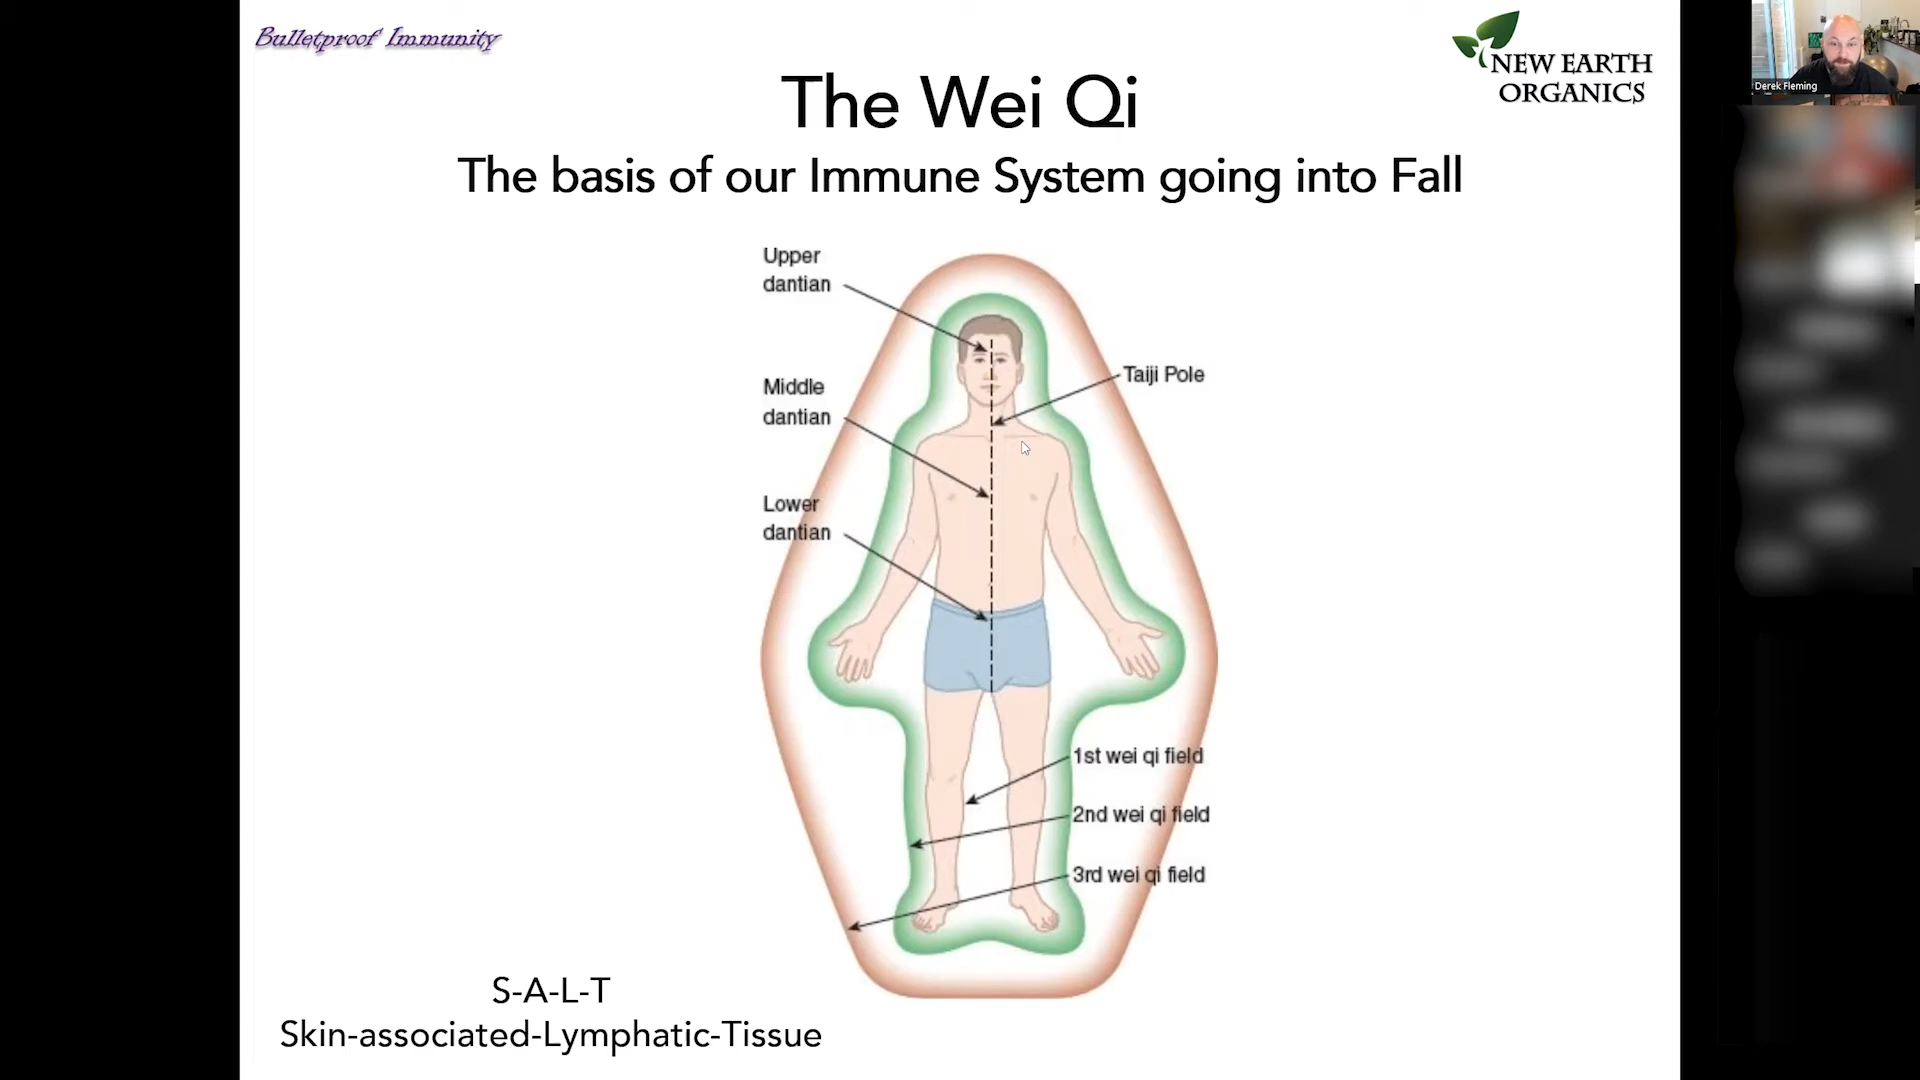 Bulletproof Immunity
NEW EARTH
ORGANICS
Derek Fleming
The Wei Qi
The basis of our Immune System going into Fall
Upper
dantian
Taiji Pole
Middle
dantian
Lower
dantian
1st wei qi field
2nd wei qi field
3rd wei qi field
S-A-L-T
Skin-associated-Lymphatic-Tissue